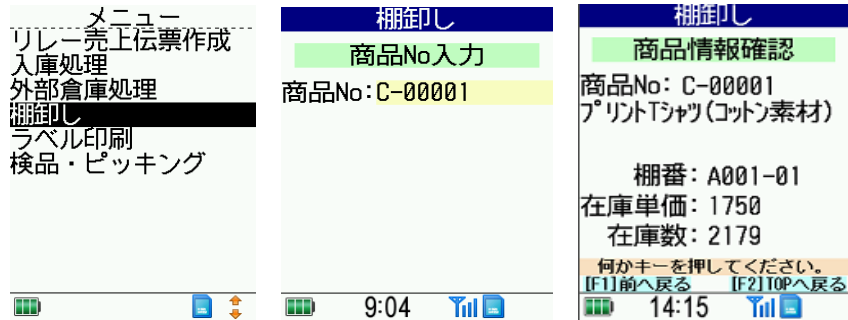 メニュー
リレー売上伝票作成
入庫処理
外部倉庫処理
棚卸し
ラベル印刷
検品・ピッキング
棚卸し
商品No入力
商品No:C-00001
9:04
棚卸し
商品情報確認
商品No: C-00001
プリントTシャツ(コットン素材)
棚番: A001-01
在庫単価: 1750
在庫数: 2179
何かキーを押してください。
[F1]前へ戻る [F2]TOPへ戻る
14:15